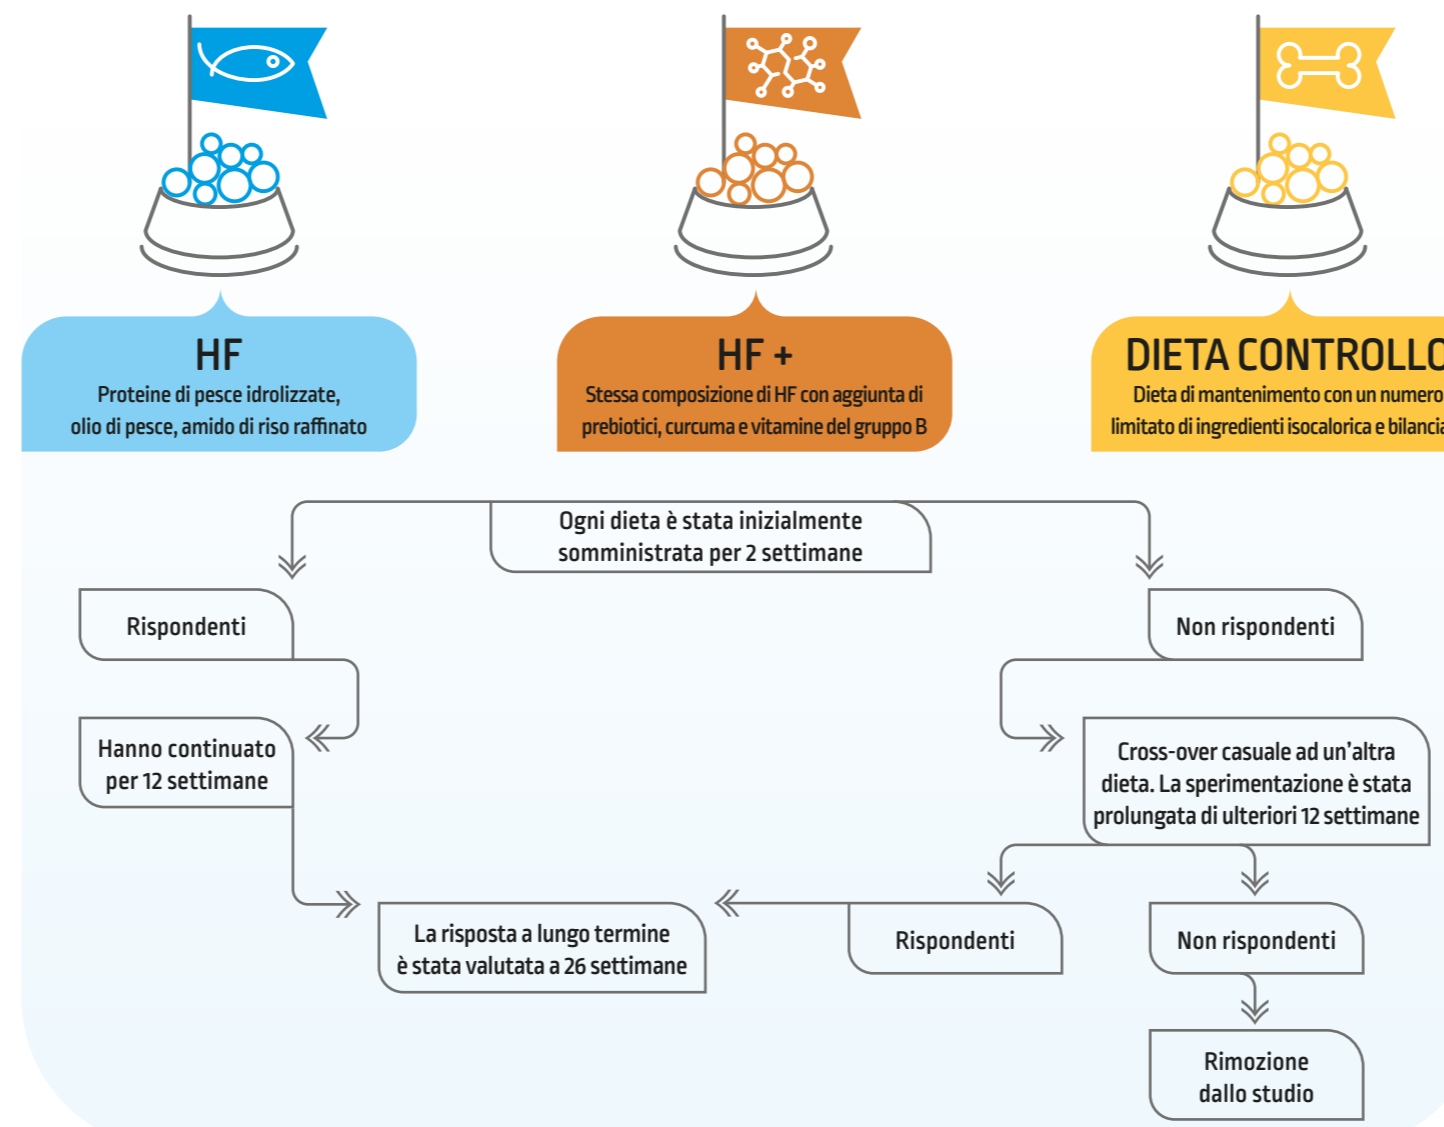 HF
Proteine di pesce idrolizzate,
olio di pesce, amido di riso raffinato
HF +
Stessa composizione di HF con aggiunta di
prebiotici, curcuma e vitamine del gruppo B
DIETA CONTROLLO
Dieta di mantenimento con un numero
limitato di ingredienti isocalorica e
Ogni dieta è stata inizialmente
somministrata per 2 settimane
Rispondenti
Non rispondenti
Hanno continuato
per 12 settimane
Cross-over casuale ad un’altra
dieta. La sperimentazione è stata
prolungata di ulteriori 12 settimane
La risposta a lungo termine
è stata valutata a 26 settimane
Rispondenti
Non rispondenti
Rimozione
dallo studio